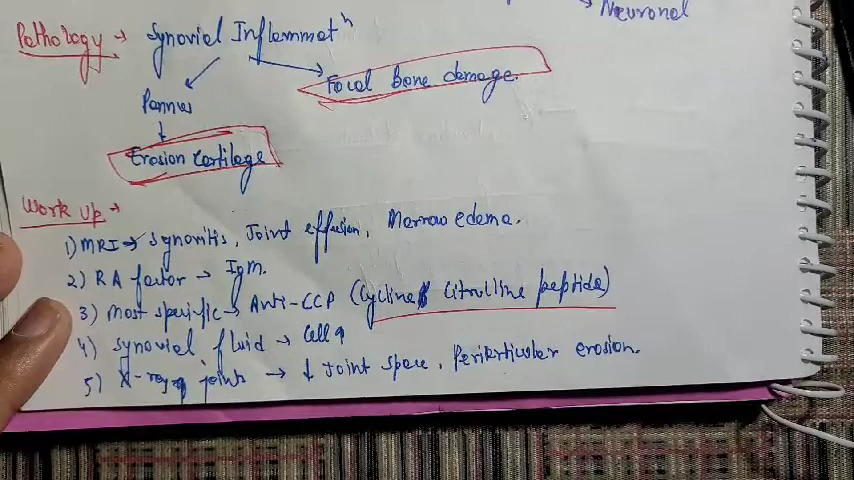 → Neuronal
Pathology → Synovial Inflammatⁿ
Focal Bone damage.
Pannus
↓
Erosion cartilage
Work up →
1) MRI → Synovitis, Joint effusion, Marrow edema.
2) RA factor → IgM.
3) Most specific → Anti-CCP (Cycline Citrulline peptide)
4) Synovial fluid → Cell ↑
5) X-ray joints → ↓ Joint space, Periarticular erosion.